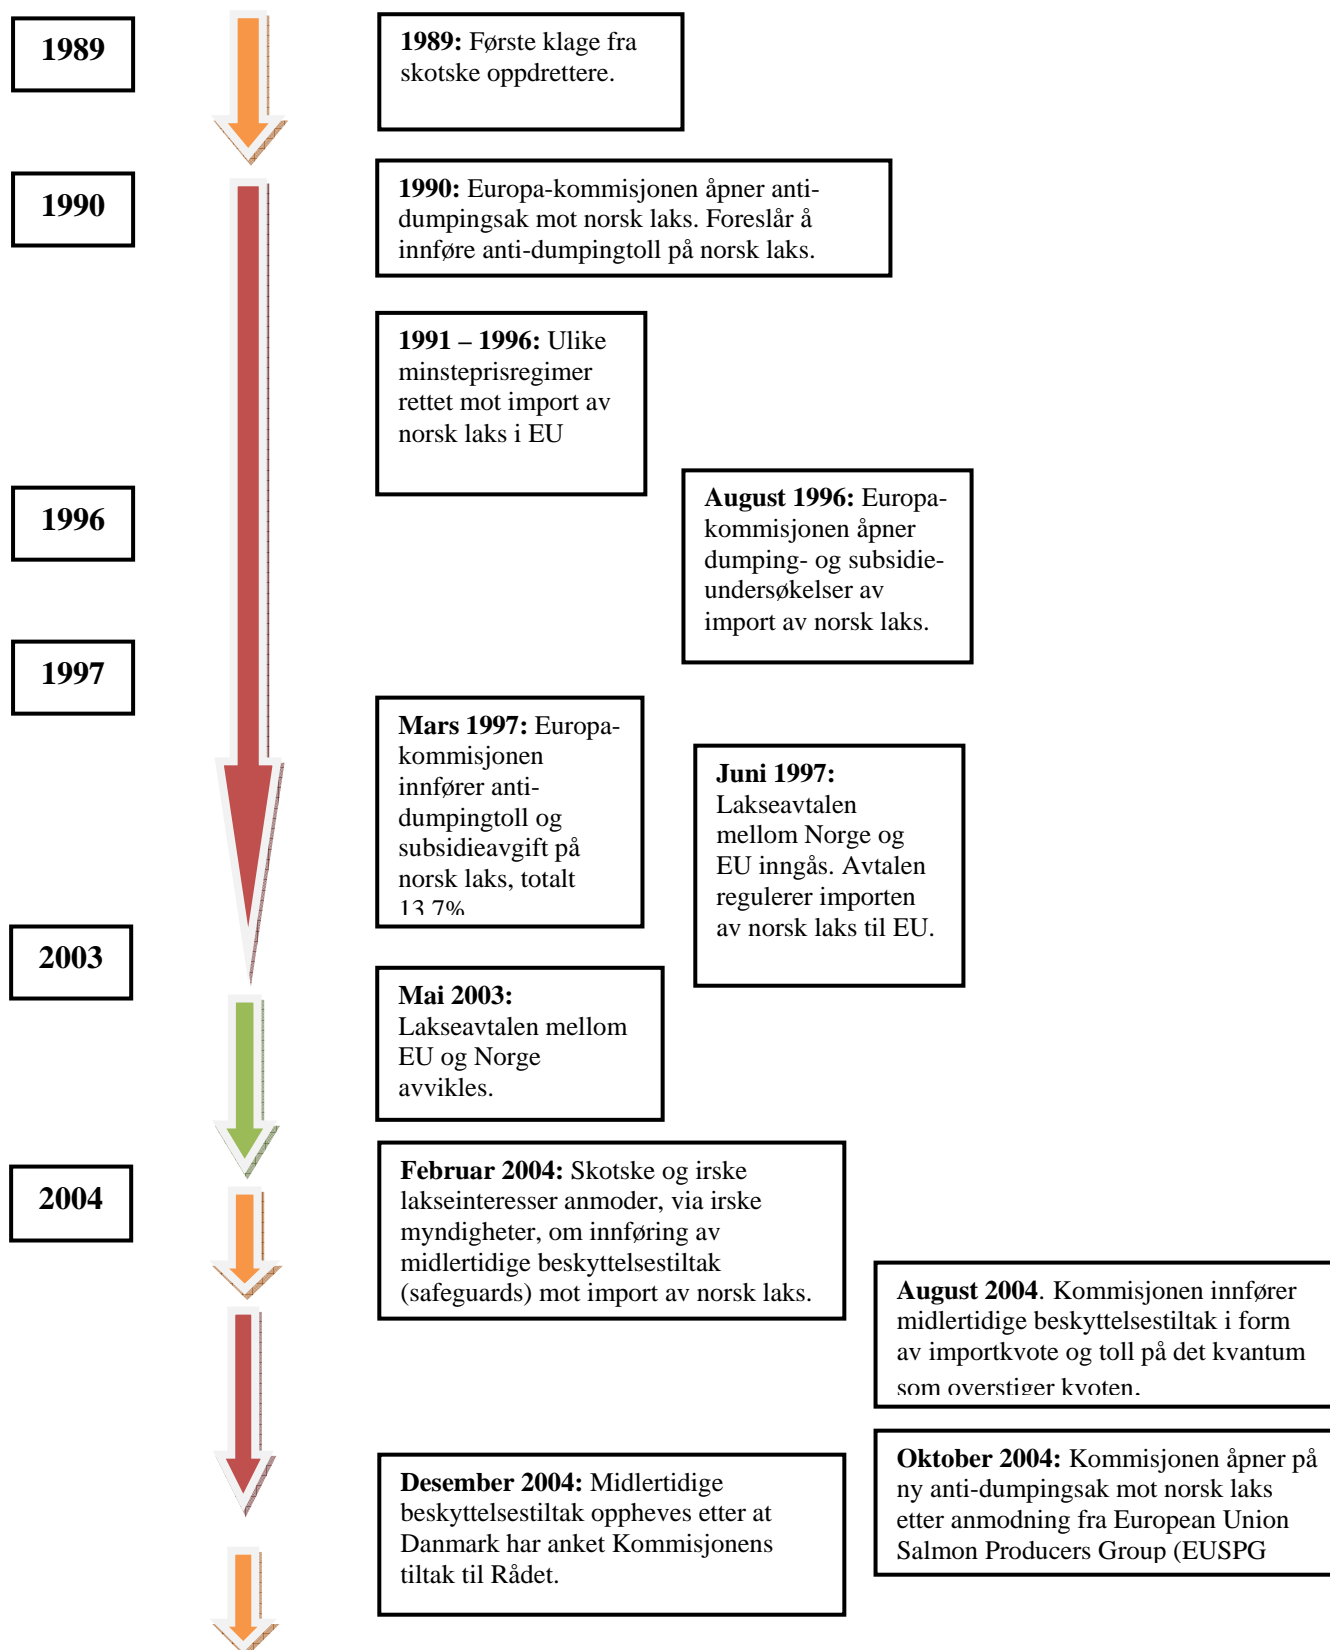 1989
1989: Første klage fra
skotske oppdrettere.
1990
1990: Europa-kommisjonen åpner anti-
dumpingsak mot norsk laks. Foreslår å
innføre anti-dumpingtoll på norsk laks.
1991 – 1996: Ulike
minsteprisregimer
rettet mot import av
norsk laks i EU
1996
August 1996: Europa-
kommisjonen åpner
dumping- og subsidie-
undersøkelser av
import av norsk laks.
1997
Mars 1997: Europa-
kommisjonen
innfører anti-
dumpingtoll og
subsidieavgift på
norsk laks, totalt
13,7%
Juni 1997:
Lakseavtalen
mellom Norge og
EU inngås. Avtalen
regulerer importen
av norsk laks til EU.
2003
Mai 2003:
Lakseavtalen mellom
EU og Norge
avvikles.
2004
Februar 2004: Skotske og irske
lakseinteresser anmoder, via irske
myndigheter, om innføring av
midlertidige beskyttelsestiltak
(safeguards) mot import av norsk laks.
August 2004. Kommisjonen innfører
midlertidige beskyttelsestiltak i form
av importkvote og toll på det kvantum
som overstiger kvoten.
Oktober 2004: Kommisjonen åpner på
ny anti-dumpingsak mot norsk laks
etter anmodning fra European Union
Salmon Producers Group (EUSPG
Desember 2004: Midlertidige
beskyttelsestiltak oppheves etter at
Danmark har anket Kommisjonens
tiltak til Rådet.